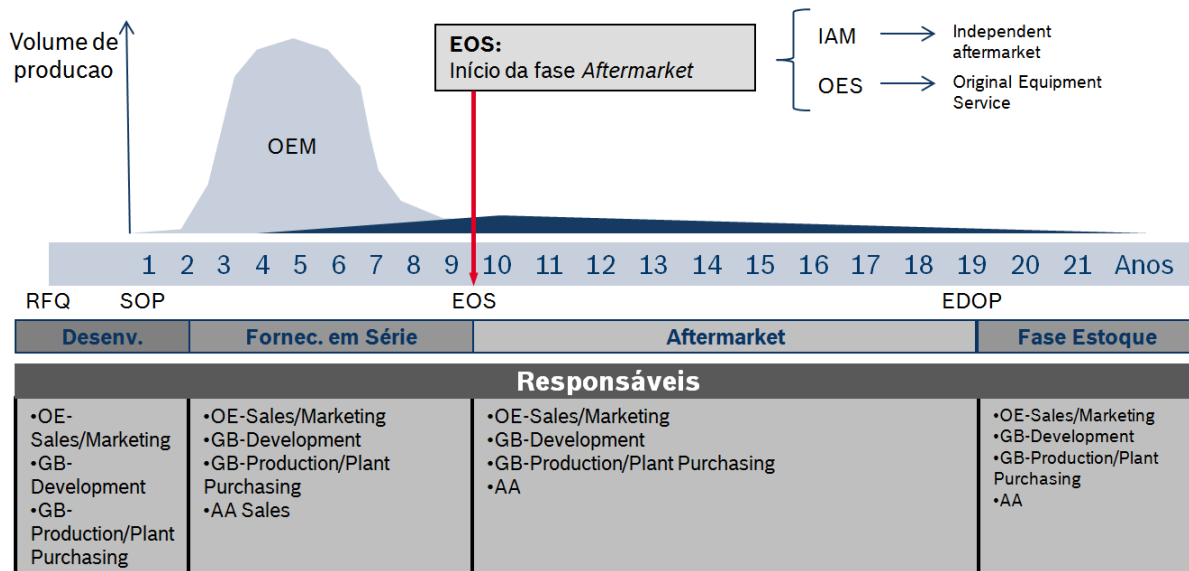 Volume de
producao
OEM
EOS:
Início da fase Aftermarket
IAM
Independent
aftermarket
OES
Original Equipment
Service
1 2 3 4 5 6 7 8 9 10 11 12 13 14 15 16 17 18 19 20 21 Anos
RFQ SOP EOS EDOP
Desenv. Fornec. em Série Aftermarket Fase Estoque
Responsáveis
•OE-
Sales/Marketing
•GB-
Development
•GB-
Production/Plant
Purchasing
•OE-Sales/Marketing
•GB-Development
•GB-Production/Plant
Purchasing
•AA Sales
•OE-Sales/Marketing
•GB-Development
•GB-Production/Plant Purchasing
•AA
•OE-Sales/Marketing
•GB-Development
•GB-Production/Plant
Purchasing
•AA